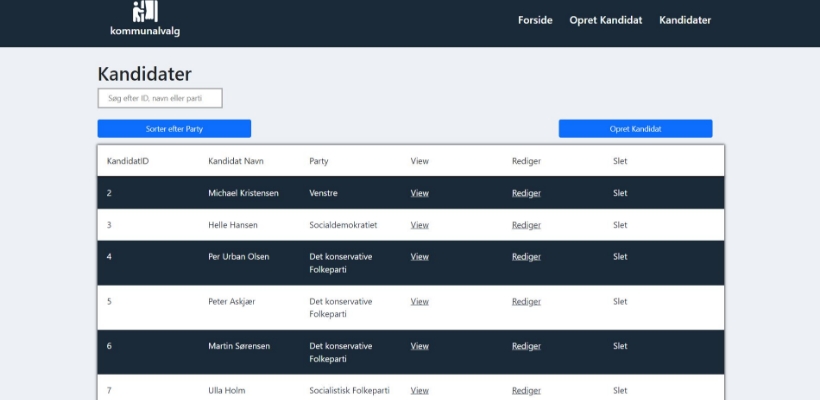 kommunalvalg
Forside Opret Kandidat Kandidater
Kandidater
Søg efter ID, navn eller parti
Sorter efter Party Opret Kandidat
KandidatID Kandidat Navn Party View Rediger Slet
2 Michael Kristensen Venstre View Rediger Slet
3 Helle Hansen Socialdemokratiet View Rediger Slet
4 Per Urban Olsen Det konservative View Rediger Slet
Folkeparti
5 Peter Askjær Det konservative View Rediger Slet
Folkeparti
6 Martin Sørensen Det konservative View Rediger Slet
Folkeparti
7 Ulla Holm Socialistisk Folkeparti View Rediger Slet